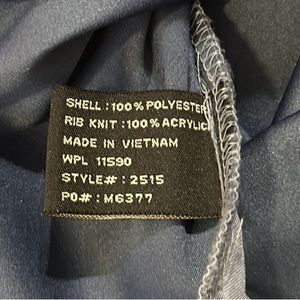 SHELL : 100% POLYESTER
RIB KNIT : 100% ACRYLIC
MADE IN VIETNAM
WPL 11590
STYLE# : 2515
PO# : M6377